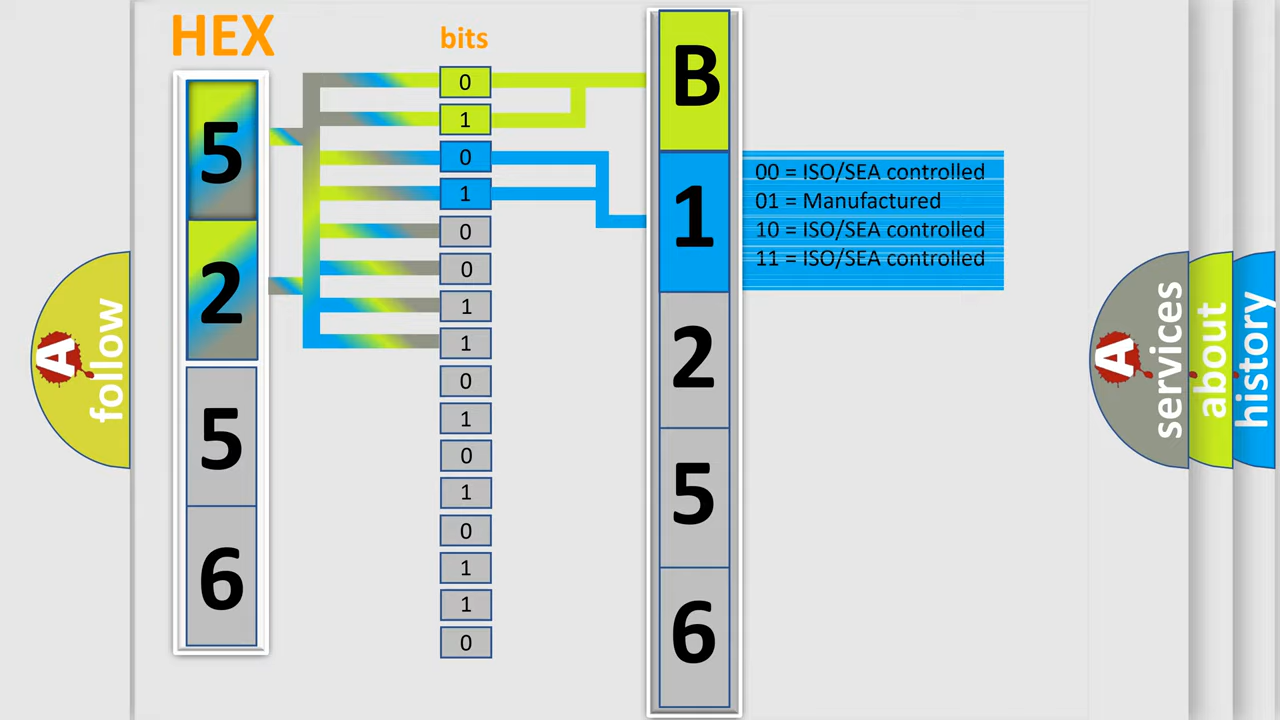 HEX
bits
5
2
5
6
0
1
0
1
0
0
1
1
0
1
0
1
0
1
1
0
B
1
2
5
6
00 = ISO/SEA controlled
01 = Manufactured
10 = ISO/SEA controlled
11 = ISO/SEA controlled
A
follow
A
services
about
history